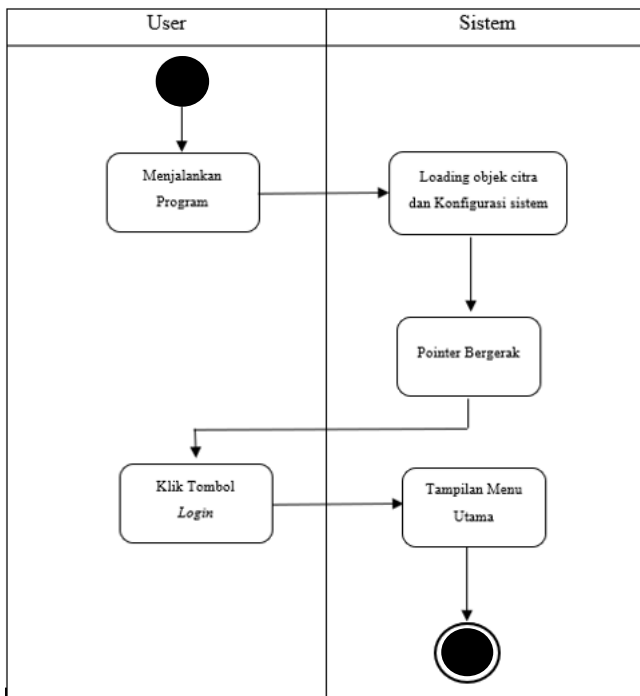 User
Sistem
Menjalankan
Program
Loading objek citra
dan Konfigurasi sistem
Pointer Bergerak
Klik Tombol
Login
Tampilan Menu
Utama